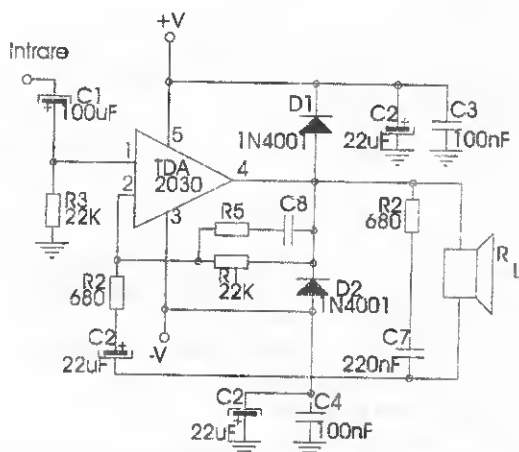 +V
Intrare
C1
100uF
D1
1N4001
C2
22uF
C3
100nF
5
1
TDA
2030
4
2
3
R3
22K
R5
C8
R2
680
R L
R1
22K
R2
680
D2
1N4001
C2
22uF
-V
C7
220nF
C2
22uF
C4
100nF